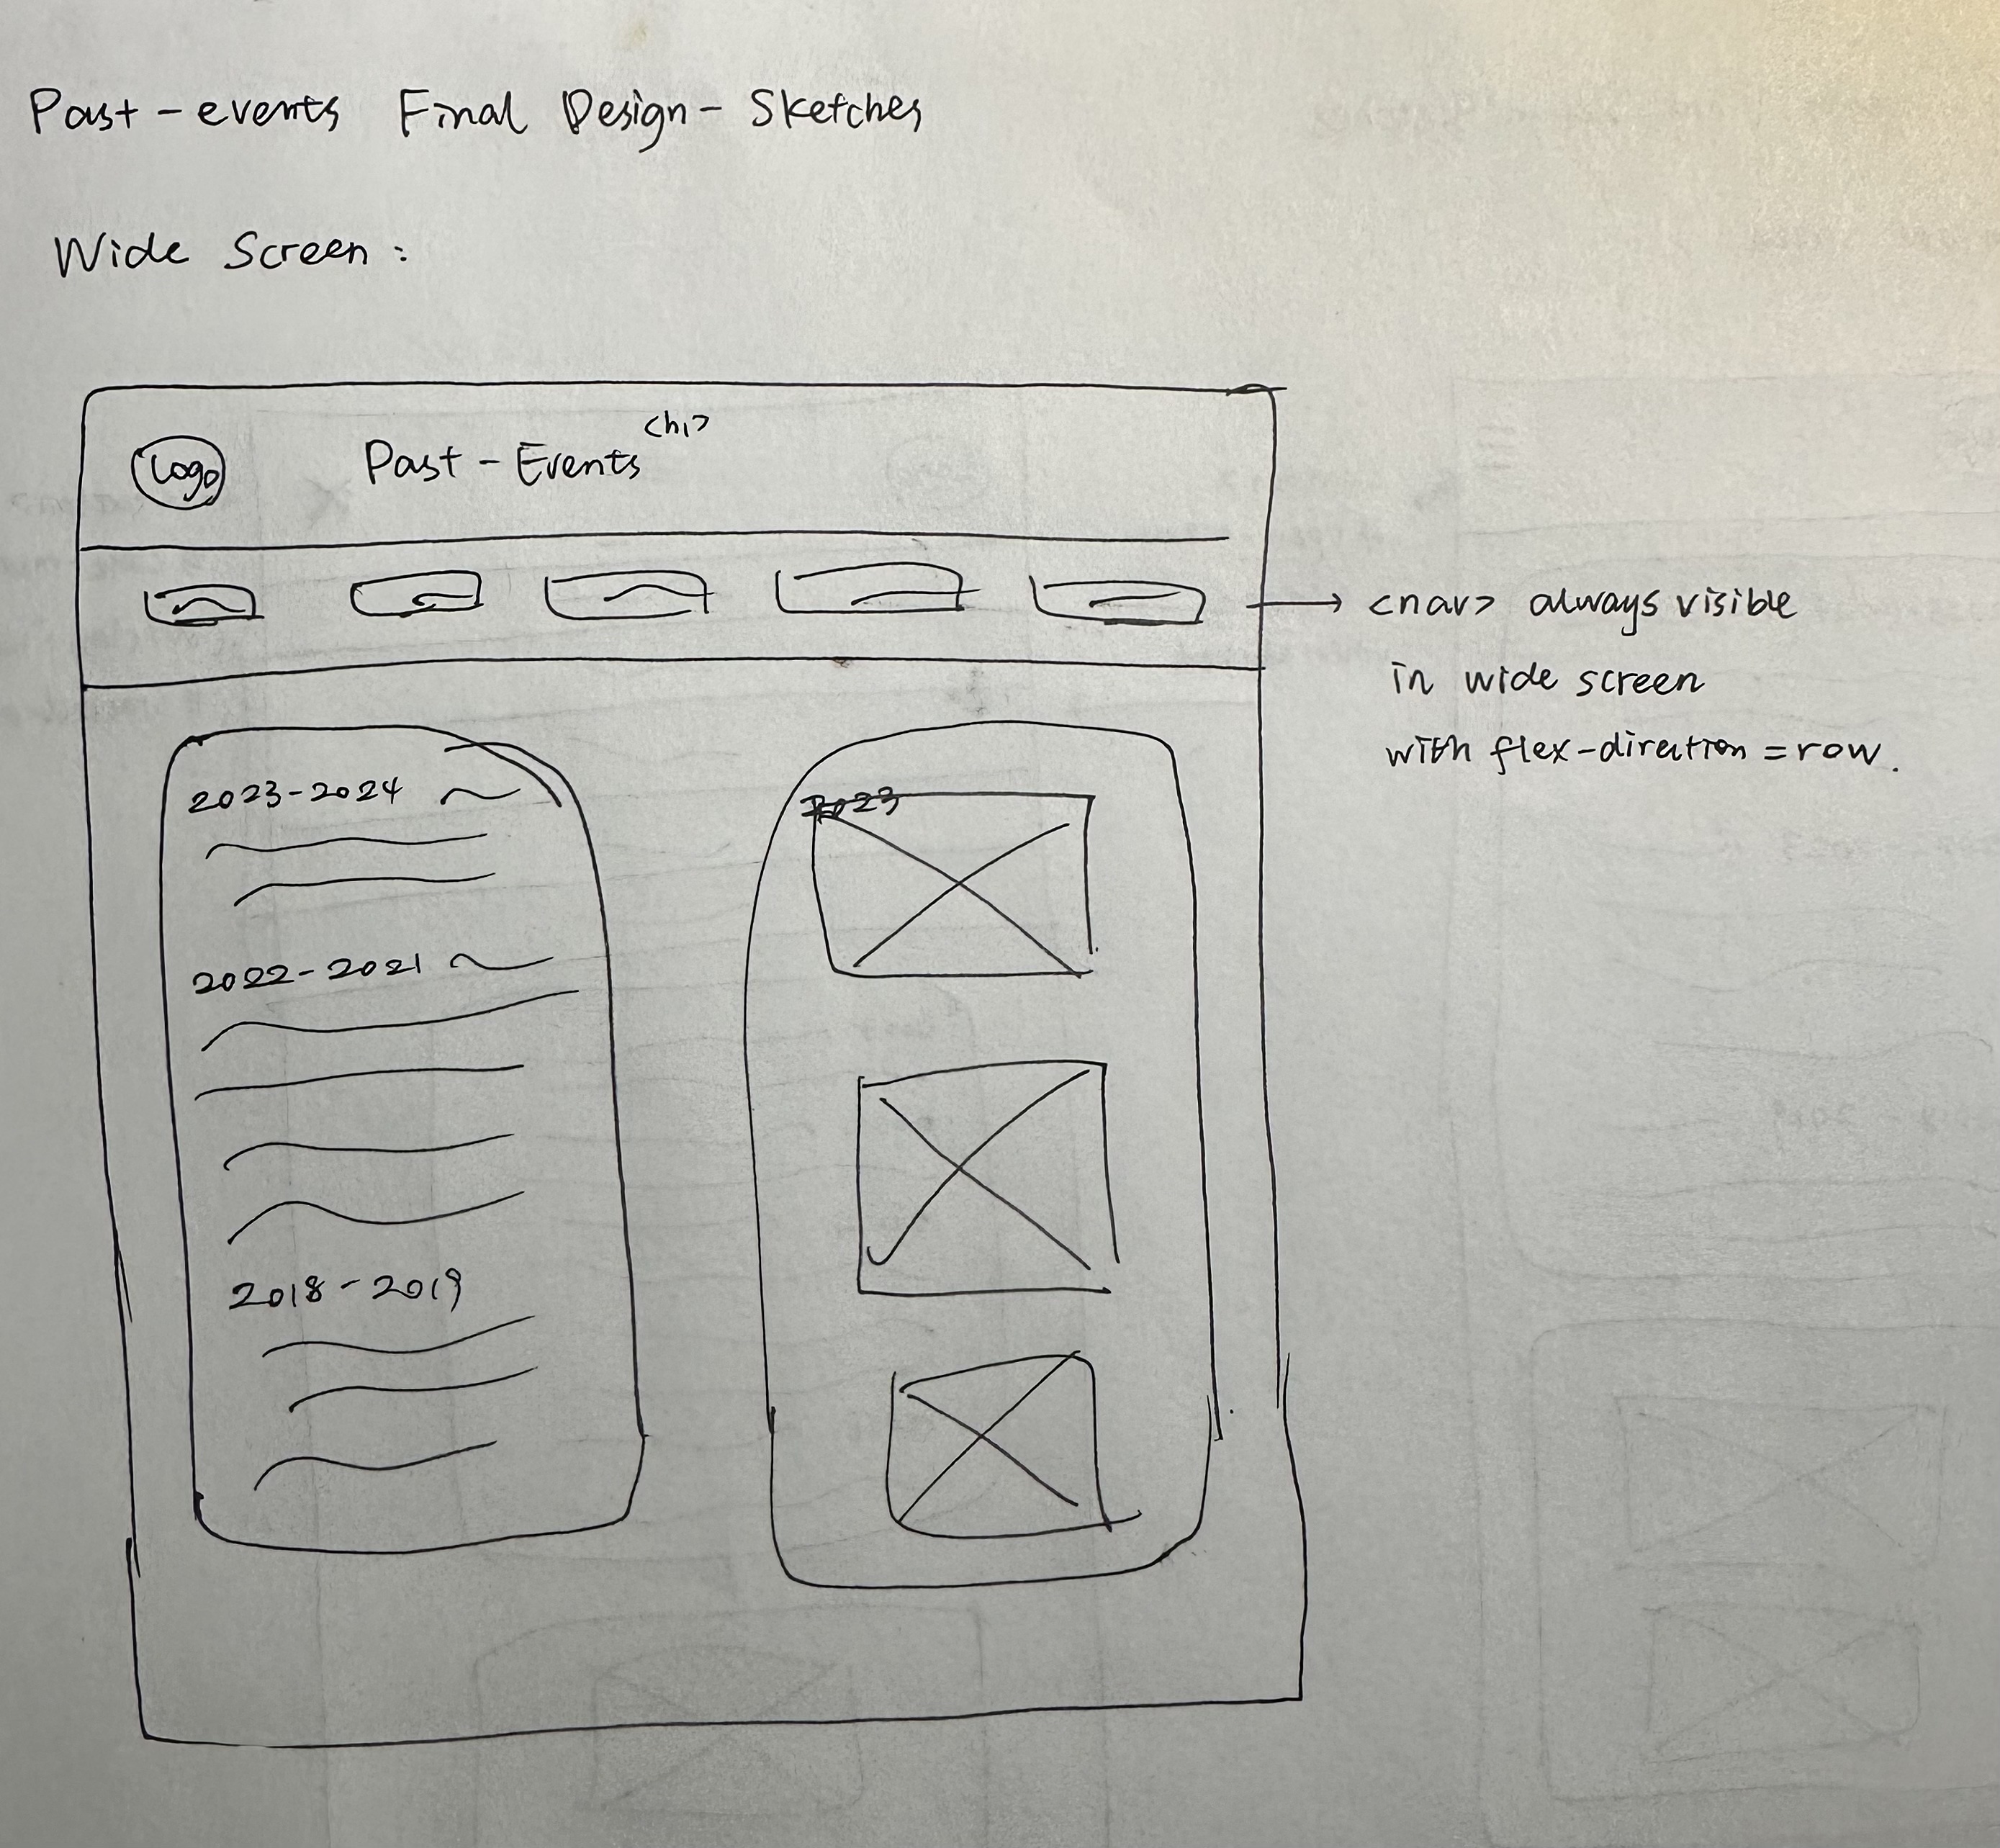 Past-events Final Design- Sketches
Wide Screen:
<h1>
Logo Past-Events
<nav> always visible
in wide screen
with flex-direction=row.
2023-2024
2023
2022-2021
2018-2019